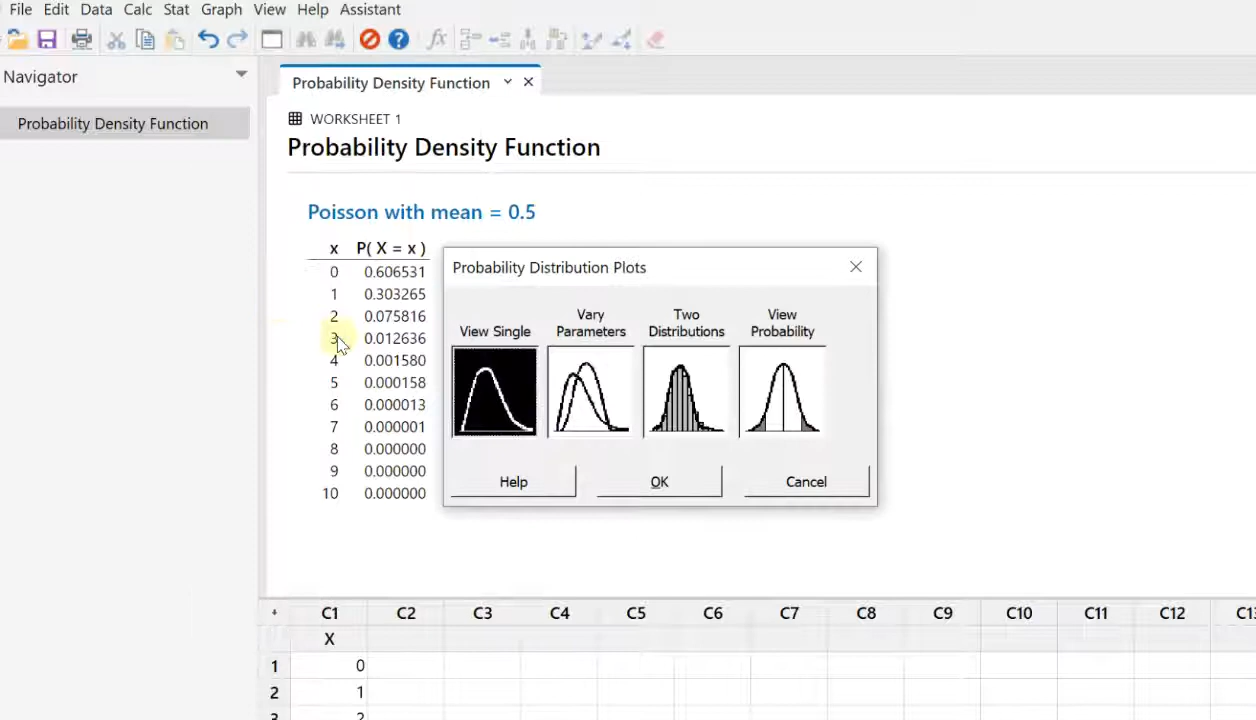 File Edit Data Calc Stat Graph View Help Assistant
Navigator
Probability Density Function
Probability Density Function
WORKSHEET 1
Probability Density Function
Poisson with mean = 0.5
x P( X = x )
0 0.606531
1 0.303265
2 0.075816
3 0.012636
4 0.001580
5 0.000158
6 0.000013
7 0.000001
8 0.000000
9 0.000000
10 0.000000
Probability Distribution Plots
View Single
Vary Parameters
Two Distributions
View Probability
Help OK Cancel
C1 C2 C3 C4 C5 C6 C7 C8 C9 C10 C11 C12 C13
X
1 0
2 1
3 2